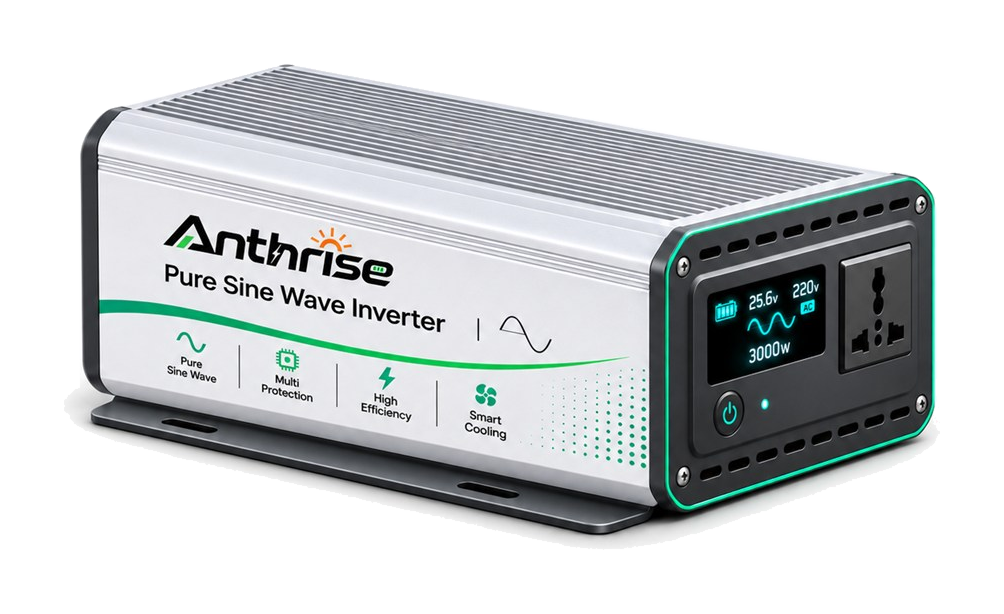 Anthrise
Pure Sine Wave Inverter
Pure
Sine Wave
Multi
Protection
High
Efficiency
Smart
Cooling
25.6v 220v
AC
3000w